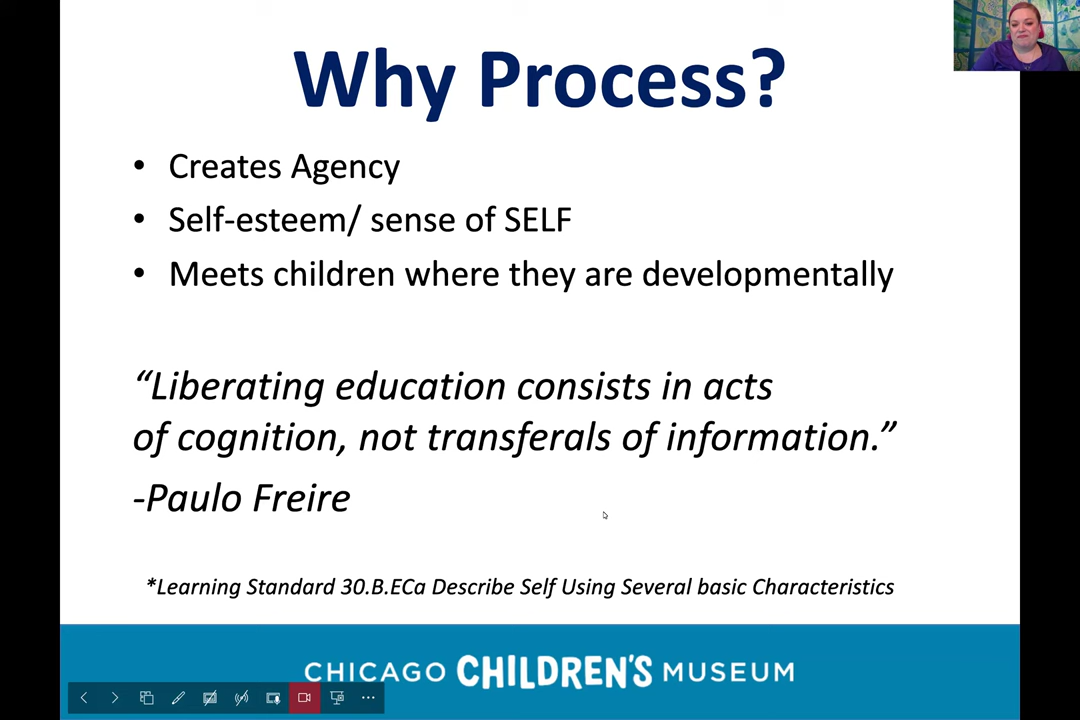 Why Process?
• Creates Agency
• Self-esteem/ sense of SELF
• Meets children where they are developmentally
“Liberating education consists in acts
of cognition, not transferals of information.”
-Paulo Freire
*Learning Standard 30.B.ECa Describe Self Using Several basic Characteristics
CHICAGO CHILDREN'S MUSEUM